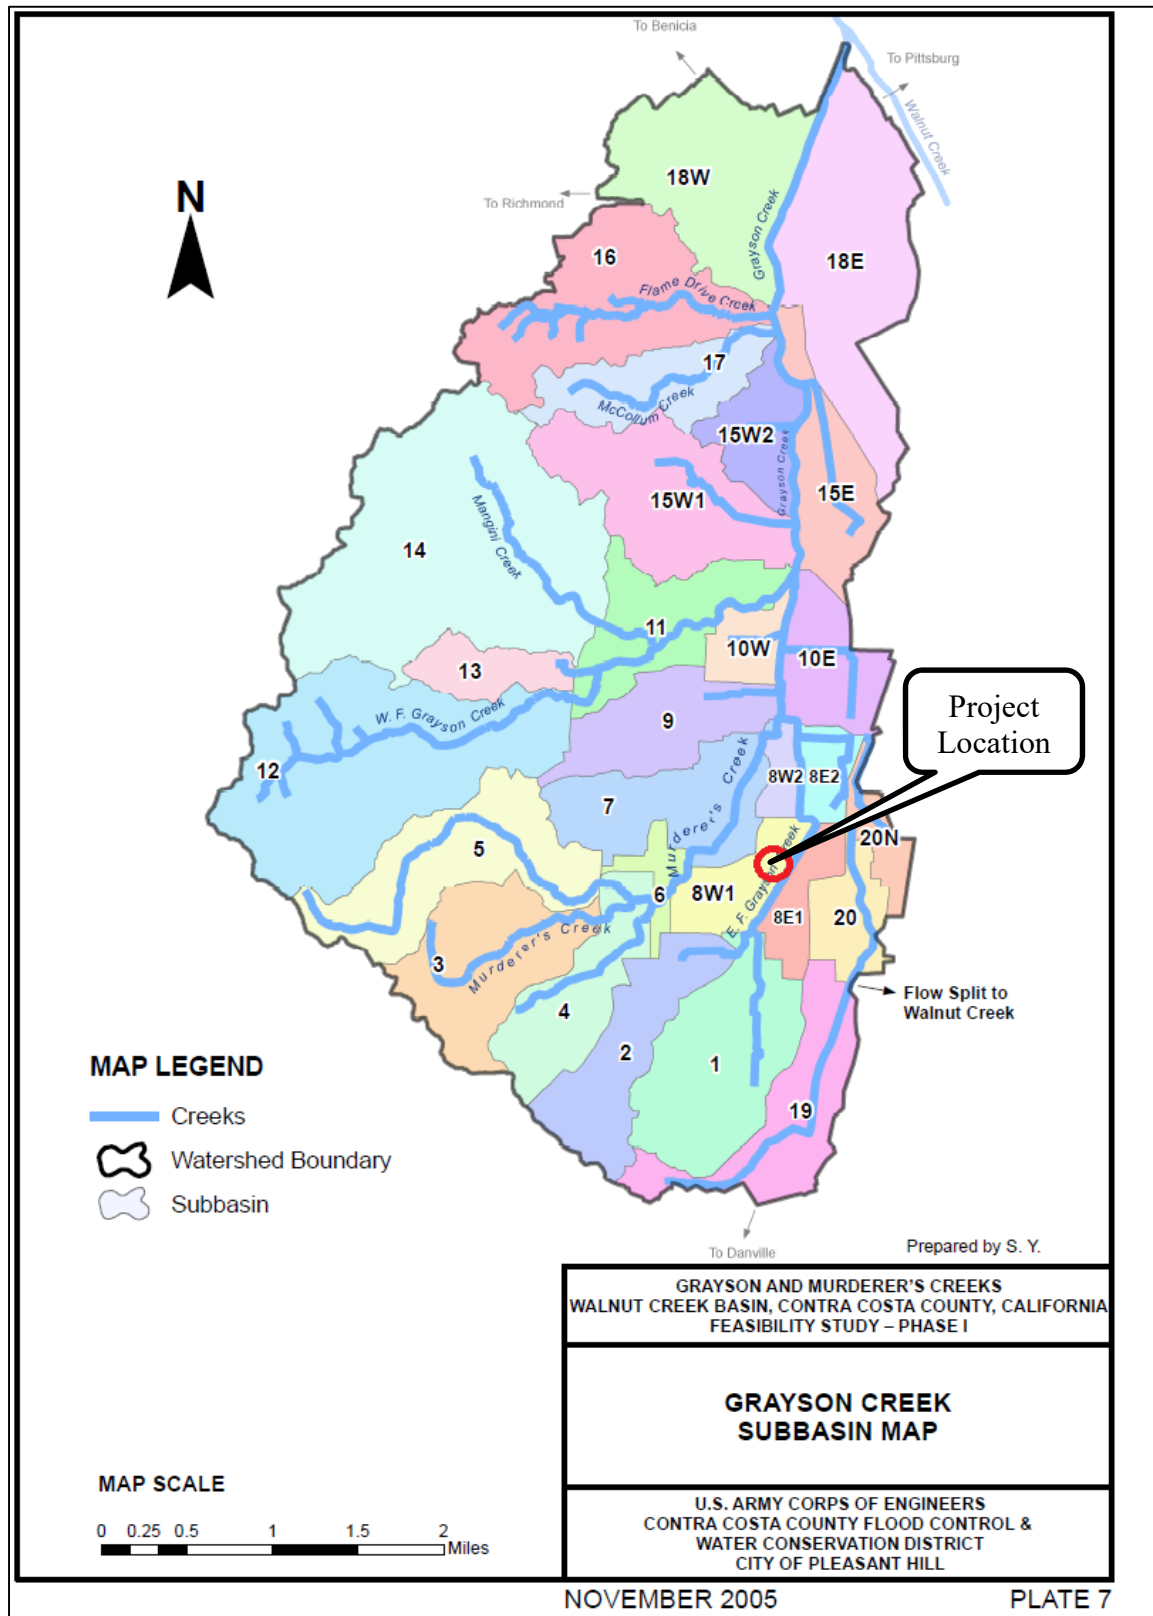 To Benicia
To Pittsburg
Walnut Creek
18W
N
To Richmond
Grayson Creek
16
18E
Flame Drive Creek
17
McCollum Creek
15W2
Grayson Creek
15W1
15E
Mangini Creek
14
11
10W
10E
13
Project
Location
W. F. Grayson Creek
9
12
8W2
8E2
7
Murderer's Creek
20N
5
E. F. Grayson Creek
6
8W1
8E1
20
Murderer's Creek
3
Flow Split to
Walnut Creek
4
2
1
MAP LEGEND
19
Creeks
Watershed Boundary
Subbasin
To Danville
Prepared by S. Y.
GRAYSON AND MURDERER'S CREEKS
WALNUT CREEK BASIN, CONTRA COSTA COUNTY, CALIFORNIA
FEASIBILITY STUDY – PHASE I
GRAYSON CREEK
SUBBASIN MAP
MAP SCALE
0 0.25 0.5 1 1.5 2
Miles
U.S. ARMY CORPS OF ENGINEERS
CONTRA COSTA COUNTY FLOOD CONTROL &
WATER CONSERVATION DISTRICT
CITY OF PLEASANT HILL
NOVEMBER 2005
PLATE 7